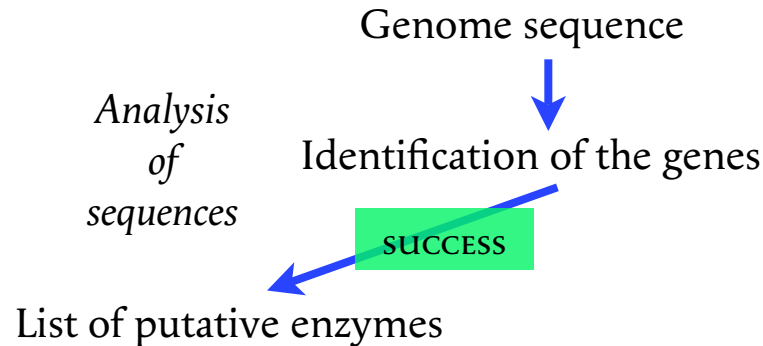 Genome sequence
Analysis
of
sequences
Identification of the genes
SUCCESS
List of putative enzymes